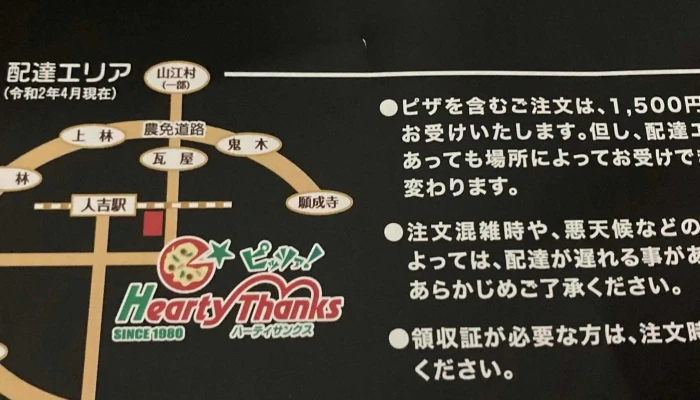 配達エリア
(令和2年4月現在)
山江村
(一部)
農免道路
上林
鬼木
瓦屋
林
人吉駅
願成寺
ピッツァ!
Hearty Thanks
SINCE 1980
ハーティサンクス
●ピザを含むご注文は、1,500円
お受けいたします。但し、配達
あっても場所によってお受けで
変わります。
●注文混雑時や、悪天候などの
よっては、配達が遅れる事があ
あらかじめご了承ください。
●領収証が必要な方は、注文時
ください。